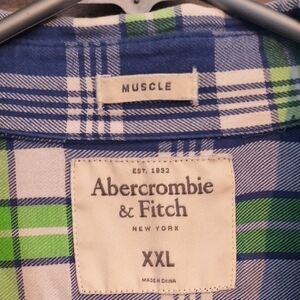 MUSCLE
EST. 1892
Abercrombie
& Fitch
NEW YORK
XXL
MADE IN CHINA